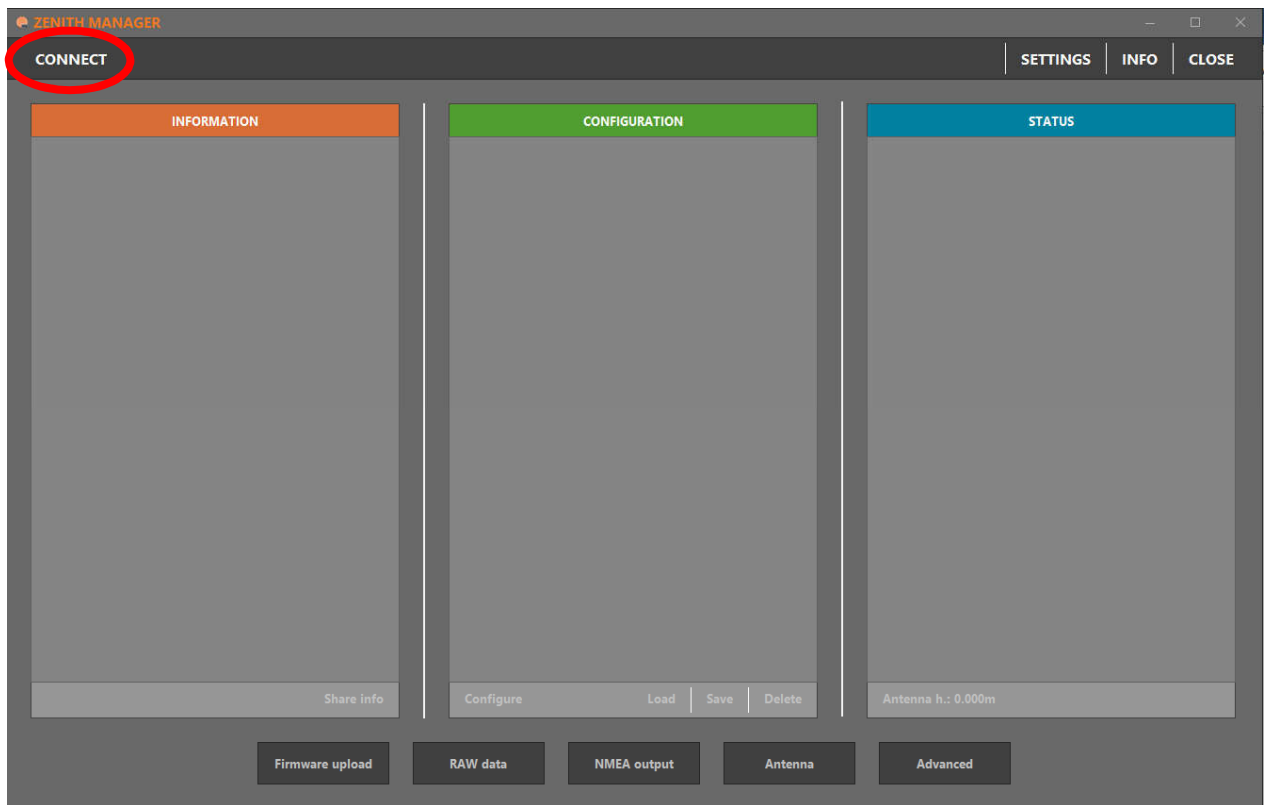 ZENITH MANAGER
CONNECT SETTINGS INFO CLOSE
INFORMATION CONFIGURATION STATUS
Share info Configure Load Save Delete Antenna h.: 0.000m
Firmware upload RAW data NMEA output Antenna Advanced